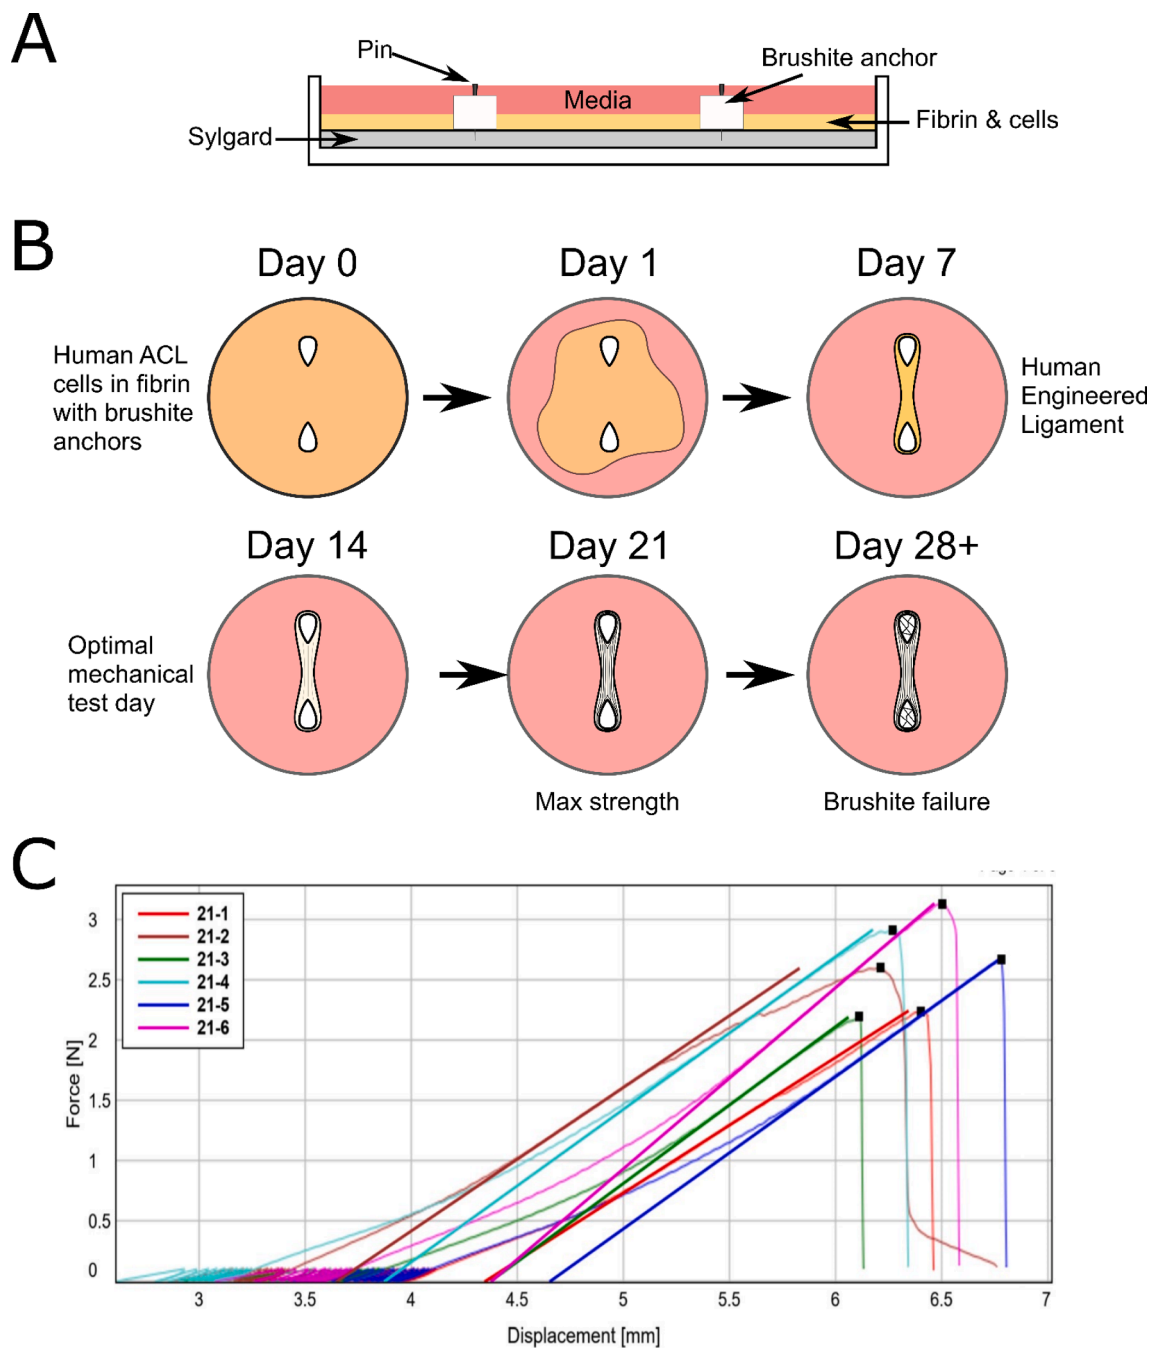 A
Pin
Brushite anchor
Media
Fibrin & cells
Sylgard
B
Day 0
Day 1
Day 7
Human ACL
cells in fibrin
with brushite
anchors
Human
Engineered
Ligament
Day 14
Day 21
Day 28+
Optimal
mechanical
test day
Max strength
Brushite failure
C
21-1
21-2
21-3
21-4
21-5
21-6
Force [N]
3
2.5
2
1.5
1
0.5
0
3
3.5
4
4.5
5
5.5
6
6.5
7
Displacement [mm]